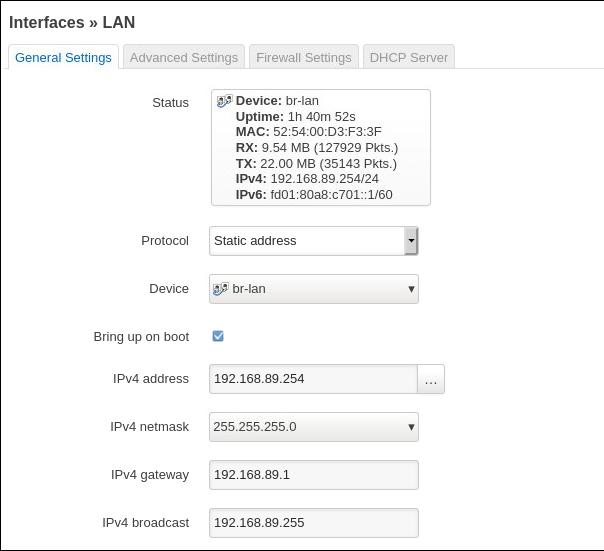 Interfaces » LAN
General Settings Advanced Settings Firewall Settings DHCP Server
Status
Device: br-lan
Uptime: 1h 40m 52s
MAC: 52:54:00:D3:F3:3F
RX: 9.54 MB (127929 Pkts.)
TX: 22.00 MB (35143 Pkts.)
IPv4: 192.168.89.254/24
IPv6: fd01:80a8:c701::1/60
Protocol Static address
Device br-lan
Bring up on boot
IPv4 address 192.168.89.254 ...
IPv4 netmask 255.255.255.0
IPv4 gateway 192.168.89.1
IPv4 broadcast 192.168.89.255